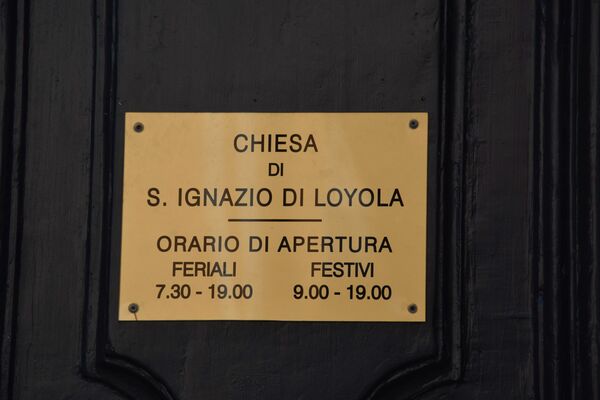 CHIESA
DI
S. IGNAZIO DI LOYOLA
ORARIO DI APERTURA
FERIALI FESTIVI
7.30 - 19.00 9.00 - 19.00